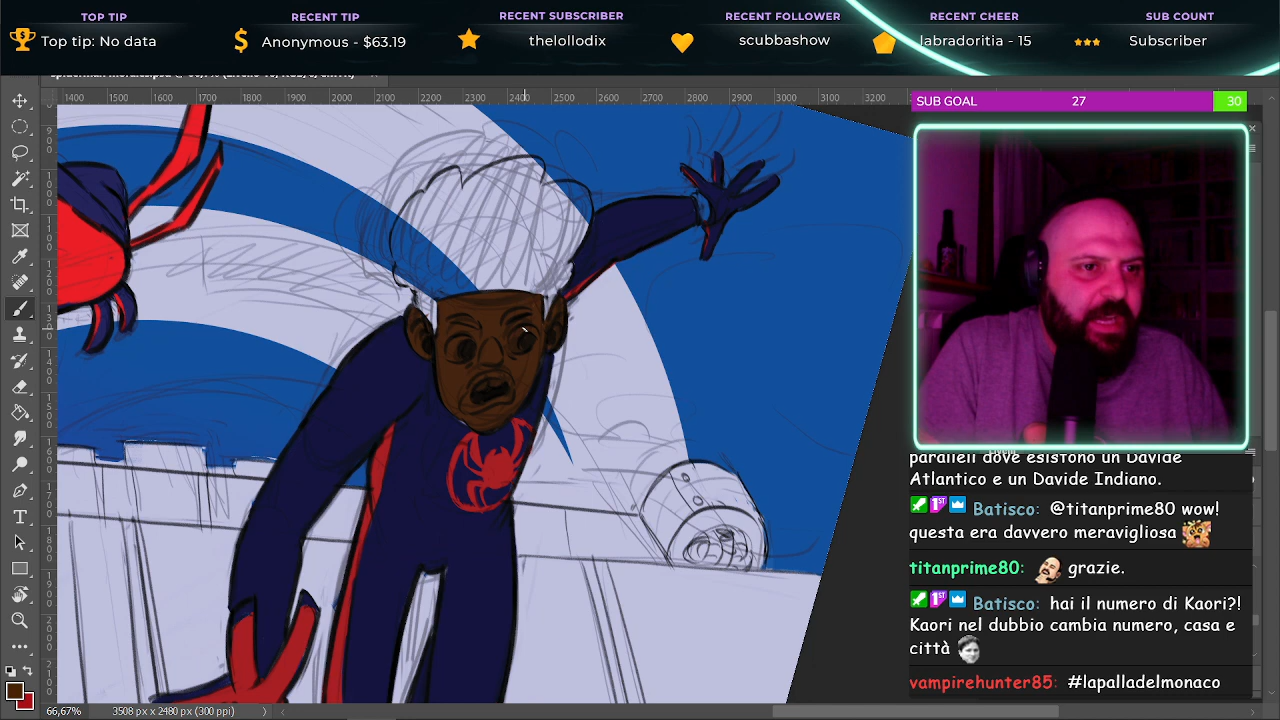 TOP TIP
Top tip: No data
RECENT TIP
Anonymous - $63.19
RECENT SUBSCRIBER
thelollodix
RECENT FOLLOWER
scubbashow
RECENT CHEER
labradoritia - 15
SUB COUNT
Subscriber
1400 1500 1600 1700 1800 1900 2000 2100 2200 2300 2400 2500 2600 2700 2800 2900 3000 3100 3200
SUB GOAL 27 30
paralleli dove esistono un Davide
Atlantico e un Davide Indiano.
Batisco: @titanprime80 wow!
questa era davvero meravigliosa
titanprime80: grazie.
Batisco: hai il numero di Kaori?!
Kaori nel dubbio cambia numero, casa e
città
vampirehunter85: #lapalladelmonaco
66,67% 3508 px x 2480 px (300 ppi)